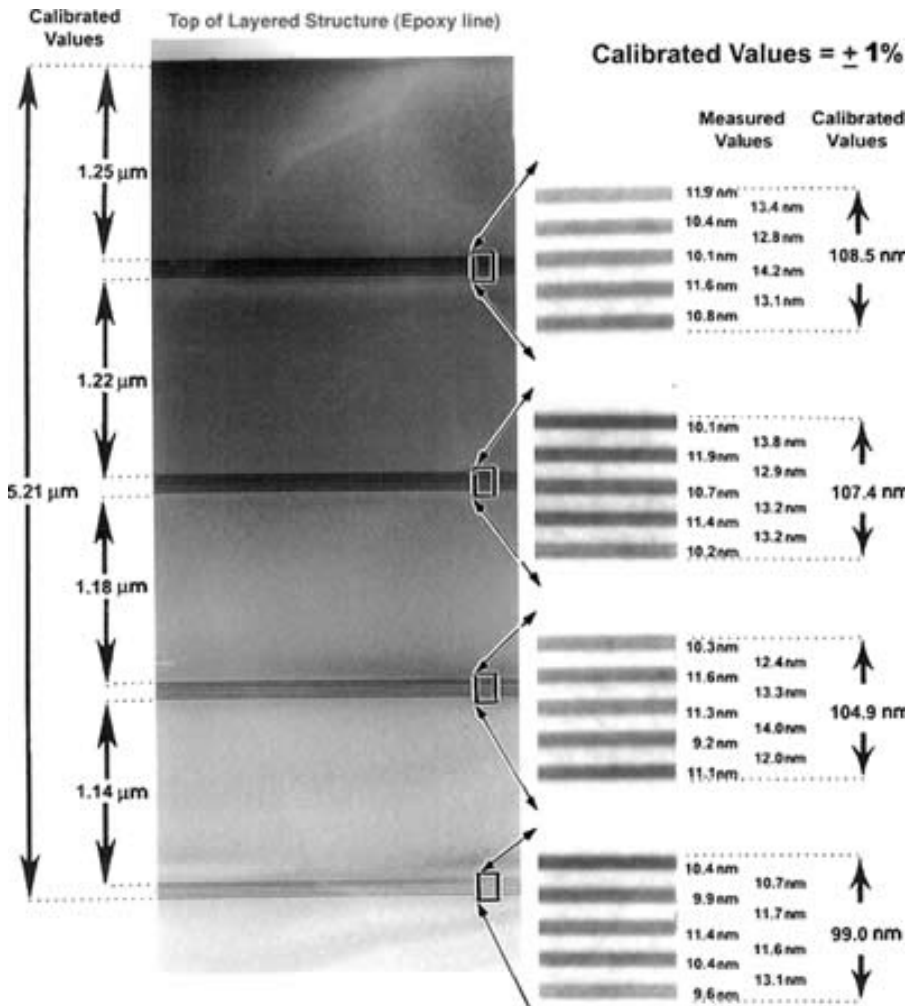 Calibrated
Values
Top of Layered Structure (Epoxy line)
Calibrated Values = ± 1%
Measured
Values
Calibrated
Values
5.21 µm
1.25 µm
1.22 µm
1.18 µm
1.14 µm
11.9 nm
13.4 nm
10.4 nm
12.8 nm
10.1 nm
108.5 nm
14.2 nm
11.6 nm
13.1 nm
10.8 nm
10.1 nm
13.8 nm
11.9 nm
12.9 nm
10.7 nm
107.4 nm
13.2 nm
11.4 nm
13.2 nm
10.2 nm
10.3 nm
12.4 nm
11.6 nm
13.3 nm
11.3 nm
104.9 nm
14.0 nm
9.2 nm
12.0 nm
11.1 nm
10.4 nm
10.7 nm
9.9 nm
11.7 nm
11.4 nm
99.0 nm
11.6 nm
10.4 nm
13.1 nm
9.6 nm